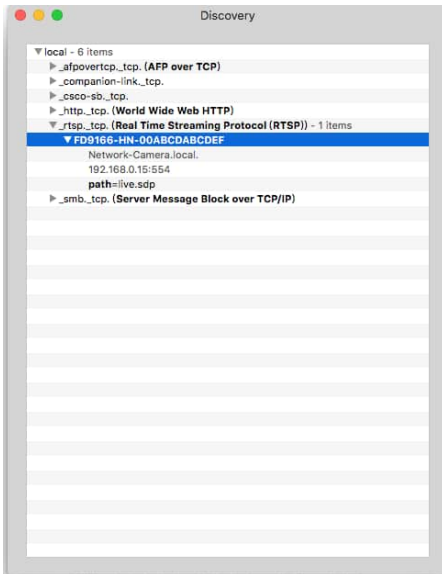 Discovery
local - 6 items
_afpovertcp._tcp. (AFP over TCP)
_companion-link._tcp.
_csco-sb._tcp.
_http._tcp. (World Wide Web HTTP)
_rtsp._tcp. (Real Time Streaming Protocol (RTSP)) - 1 items
FD9166-HN-00ABCDABCDEF
Network-Camera.local.
192.168.0.15:554
path=live.sdp
_smb._tcp. (Server Message Block over TCP/IP)